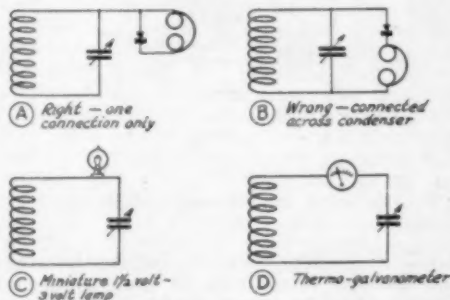 A Right — one
connection only
B Wrong — connected
across condenser
C Miniature 1½ volt -
3 volt lamp
D Thermo-galvanometer